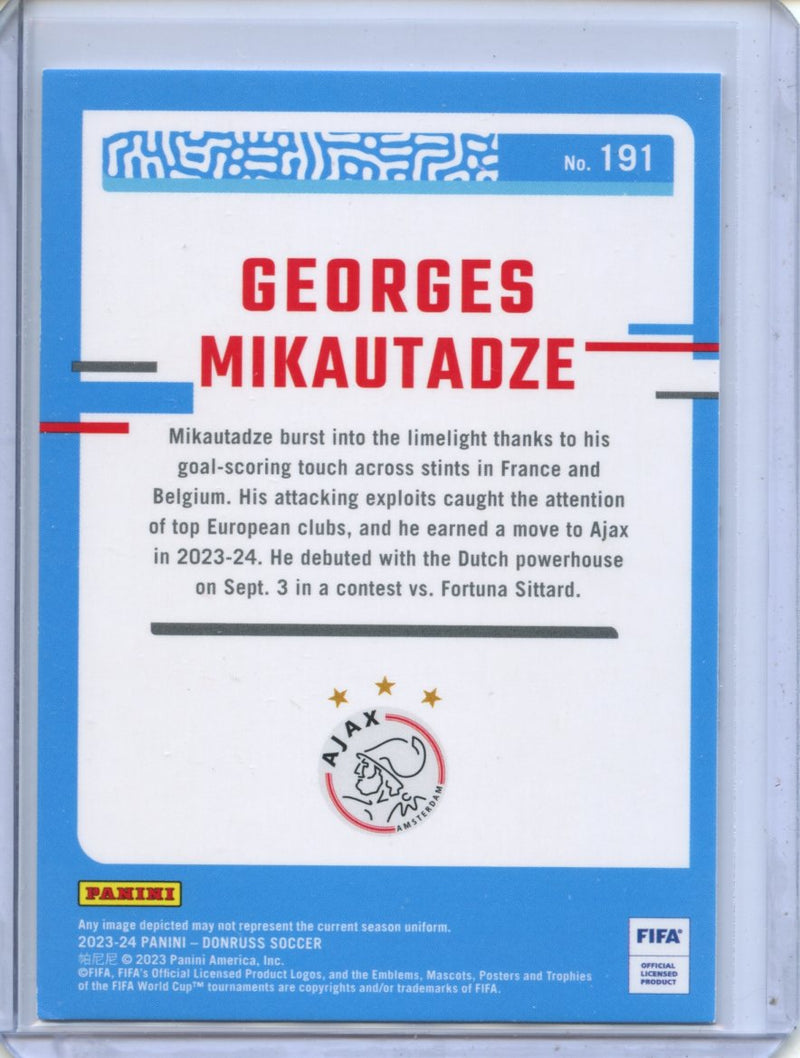 No. 191
GEORGES
MIKAUTADZE
Mikautadze burst into the limelight thanks to his
goal-scoring touch across stints in France and
Belgium. His attacking exploits caught the attention
of top European clubs, and he earned a move to Ajax
in 2023-24. He debuted with the Dutch powerhouse
on Sept. 3 in a contest vs. Fortuna Sittard.
AJAX
AMSTERDAM
PANINI
Any image depicted may not represent the current season uniform.
2023-24 PANINI – DONRUSS SOCCER
帕尼尼 © 2023 Panini America, Inc.
©FIFA, FIFA's Official Licensed Product Logos, and the Emblems, Mascots, Posters and Trophies
of the FIFA World Cup™ tournaments are copyrights and/or trademarks of FIFA.
FIFA®
OFFICIAL
LICENSED
PRODUCT